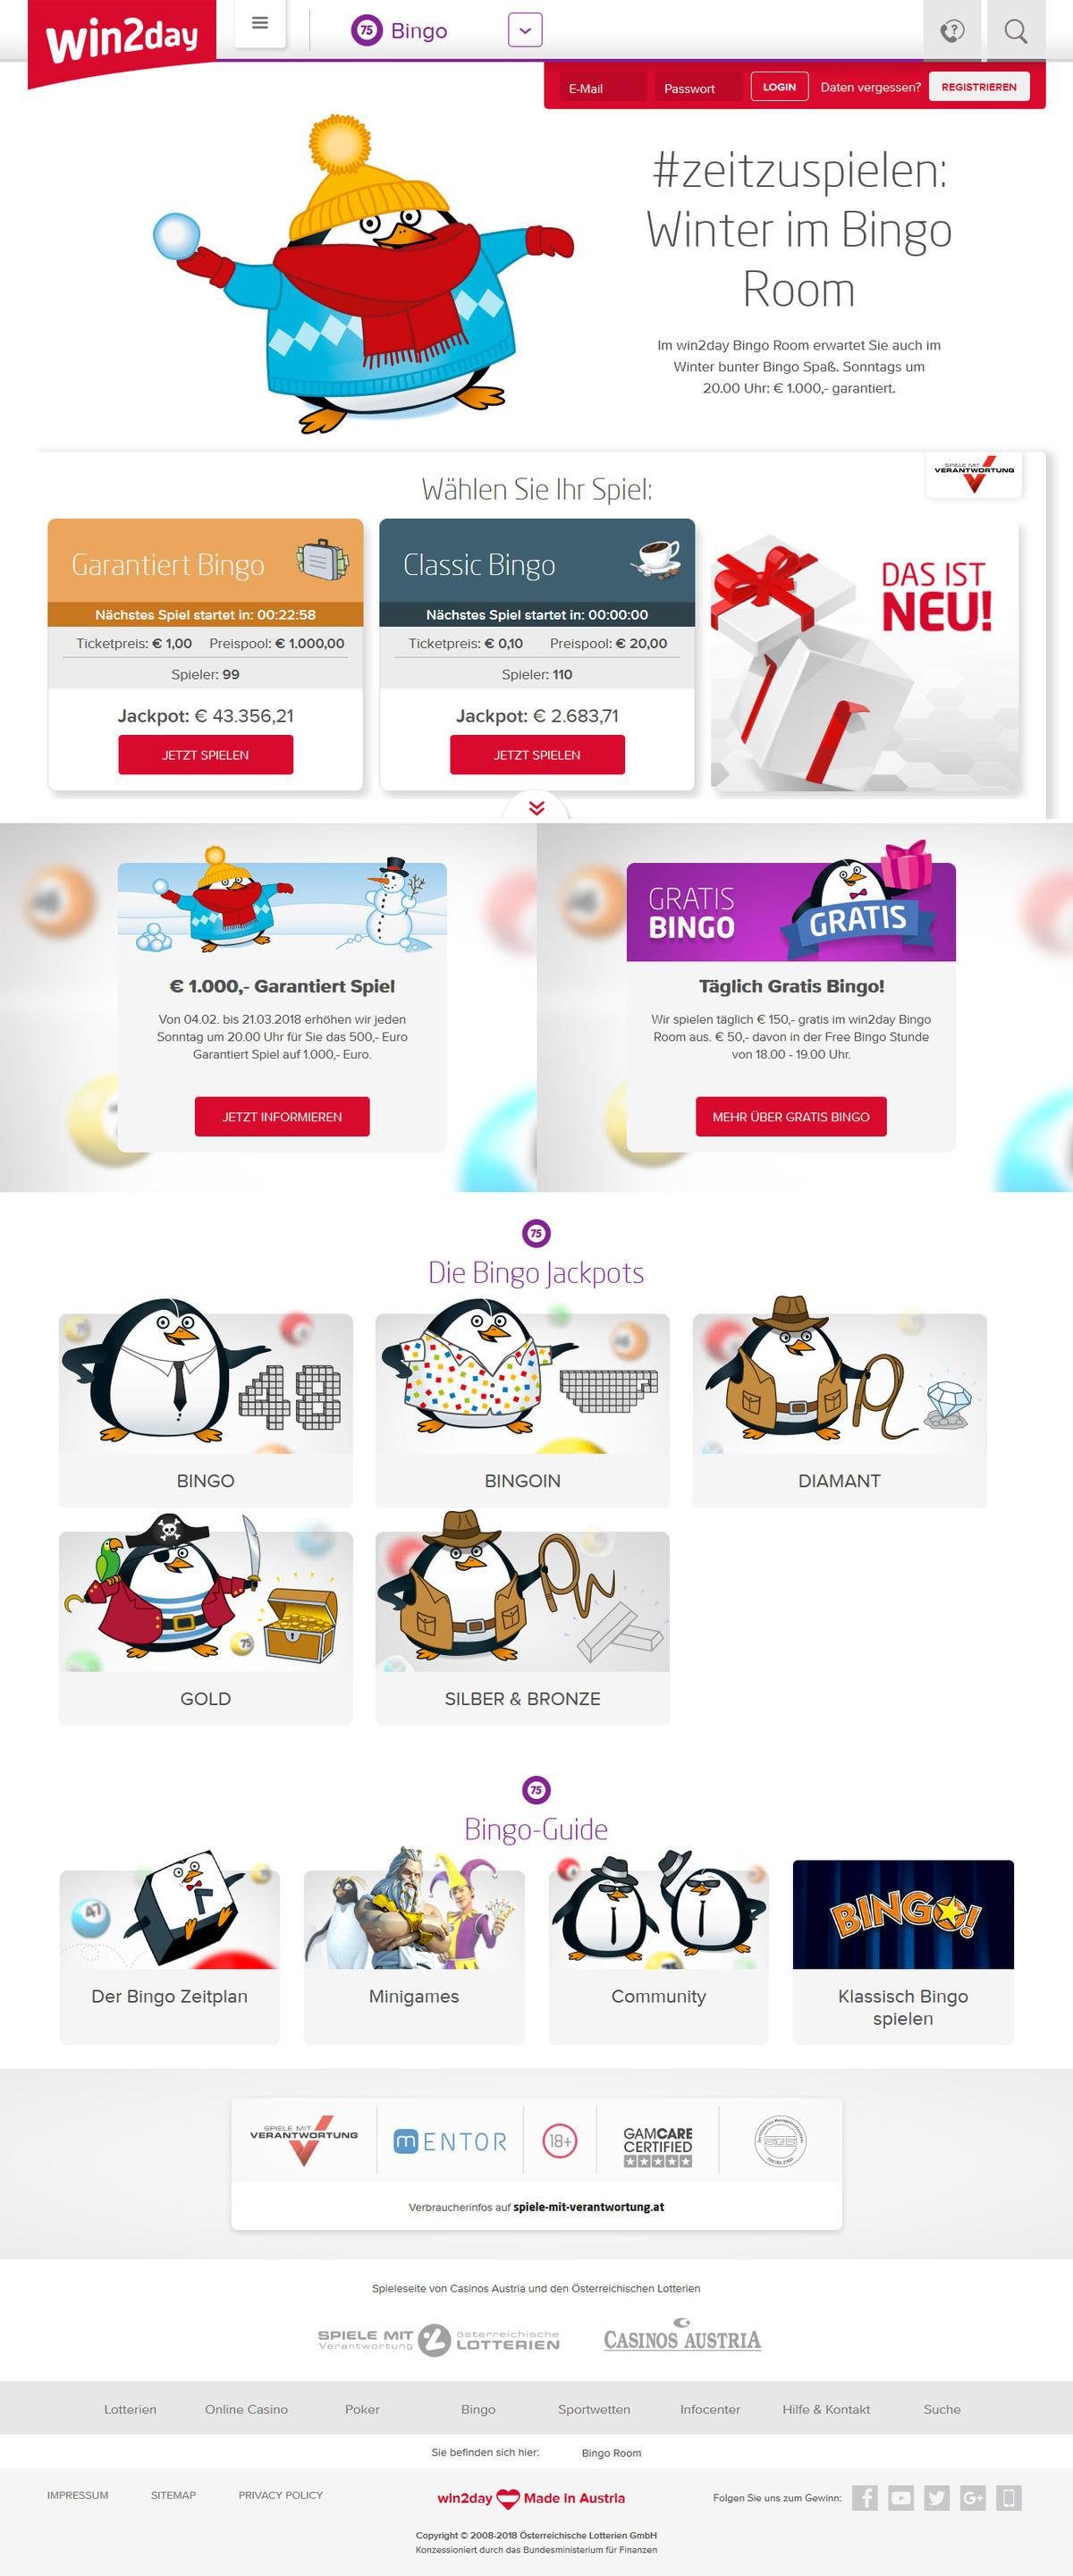 win2day
75 Bingo
E-Mail
Passwort
LOGIN
Daten vergessen?
REGISTRIEREN
#zeitzuspielen:
Winter im Bingo
Room
Im win2day Bingo Room erwartet Sie auch im
Winter bunter Bingo Spaß. Sonntags um
20.00 Uhr: € 1.000,- garantiert.
SPIELE MIT
VERANTWORTUNG
Wählen Sie Ihr Spiel:
Garantiert Bingo
Nächstes Spiel startet in: 00:22:58
Ticketpreis: € 1,00 Preispool: € 1.000,00
Spieler: 99
Jackpot: € 43.356,21
JETZT SPIELEN
Classic Bingo
Nächstes Spiel startet in: 00:00:00
Ticketpreis: € 0,10 Preispool: € 20,00
Spieler: 110
Jackpot: € 2.683,71
JETZT SPIELEN
DAS IST
NEU!
€ 1.000,- Garantiert Spiel
Von 04.02. bis 21.03.2018 erhöhen wir jeden
Sonntag um 20.00 Uhr für Sie das 500,- Euro
Garantiert Spiel auf 1.000,- Euro.
JETZT INFORMIEREN
GRATIS
BINGO
GRATIS
Täglich Gratis Bingo!
Wir spielen täglich € 150,- gratis im win2day Bingo
Room aus. € 50,- davon in der Free Bingo Stunde
von 18.00 - 19.00 Uhr.
MEHR ÜBER GRATIS BINGO
75
Die Bingo Jackpots
48
BINGO
BINGOIN
DIAMANT
75
GOLD
SILBER & BRONZE
75
Bingo-Guide
47
Der Bingo Zeitplan
Minigames
Community
BINGO!
Klassisch Bingo
spielen
SPIELE MIT
VERANTWORTUNG
mENTOR
18+
GAMCARE
CERTIFIED
SGS
Verbraucherinfos auf spiele-mit-verantwortung.at
Spieleseite von Casinos Austria und den Österreichischen Lotterien
SPIELE MIT
Verantwortung
österreichische
LOTTERIEN
CASINOS AUSTRIA
Lotterien
Online Casino
Poker
Bingo
Sportwetten
Infocenter
Hilfe & Kontakt
Suche
Sie befinden sich hier:
Bingo Room
IMPRESSUM
SITEMAP
PRIVACY POLICY
win2day Made In Austria
Folgen Sie uns zum Gewinn:
Copyright © 2008-2018 Österreichische Lotterien GmbH
Konzessioniert durch das Bundesministerium für Finanzen